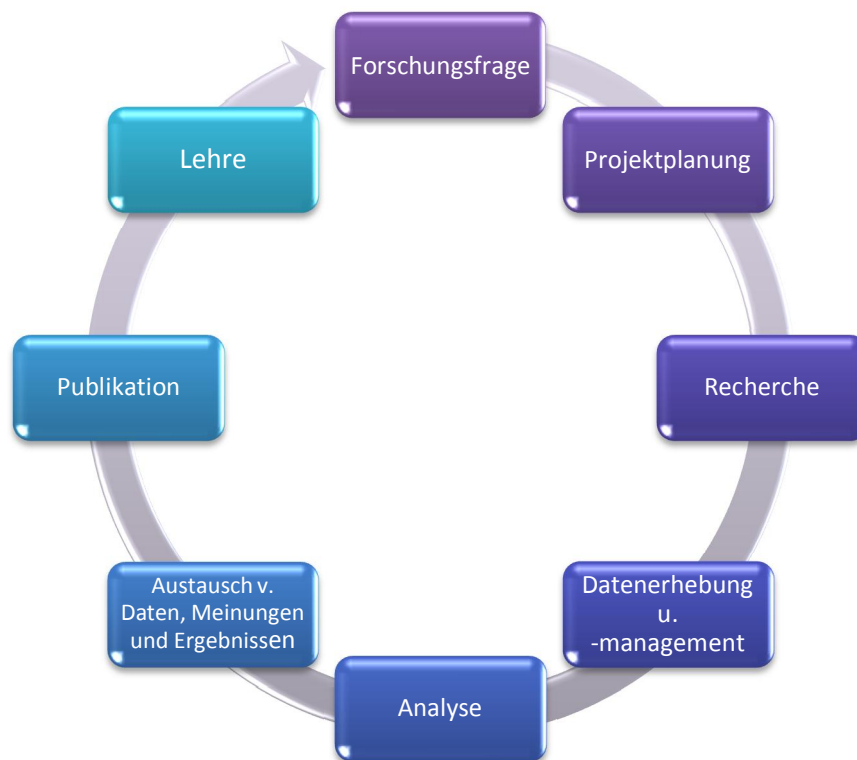 Forschungsfrage
Projektplanung
Recherche
Datenerhebung
u.
-management
Analyse
Austausch v.
Daten, Meinungen
und Ergebnissen
Publikation
Lehre